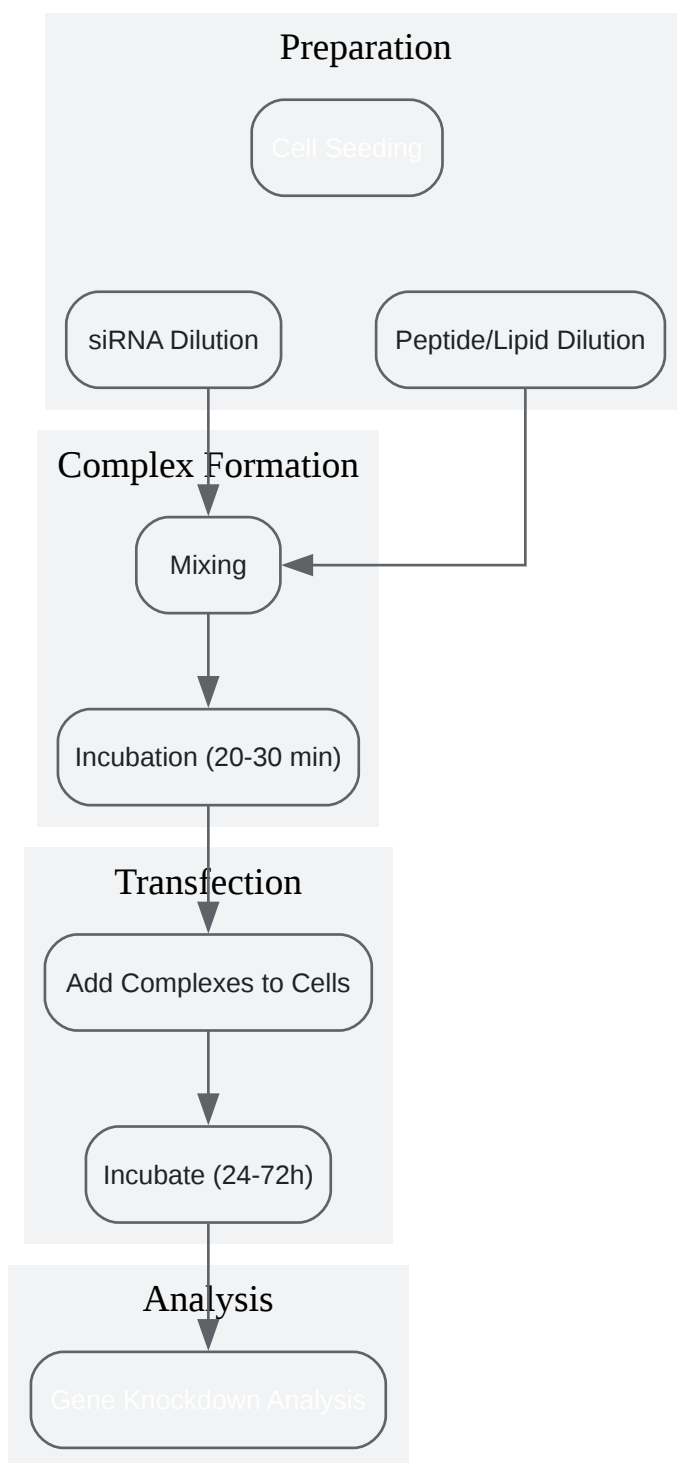 Preparation
Cell Seeding
siRNA Dilution
Peptide/Lipid Dilution
Complex Formation
Mixing
Incubation (20-30 min)
Transfection
Add Complexes to Cells
Incubate (24-72h)
Analysis
Gene Knockdown Analysis